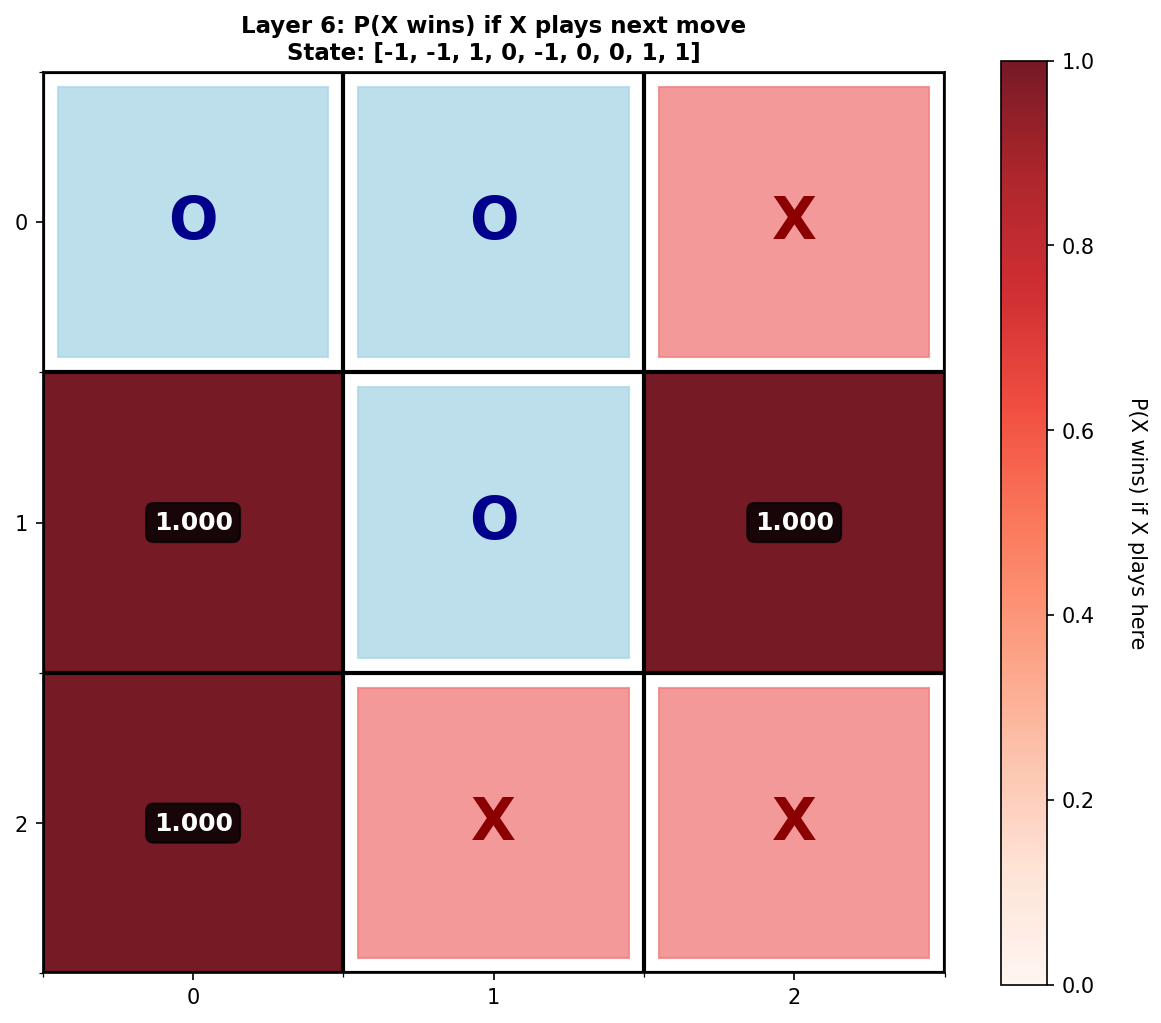 Layer 6: P(X wins) if X plays next move
State: [-1, -1, 1, 0, -1, 0, 0, 1, 1]
O
O
X
1.000
O
1.000
1.000
X
X
0
1
2
0
1
2
1.0
0.8
0.6
0.4
0.2
0.0
P(X wins) if X plays here